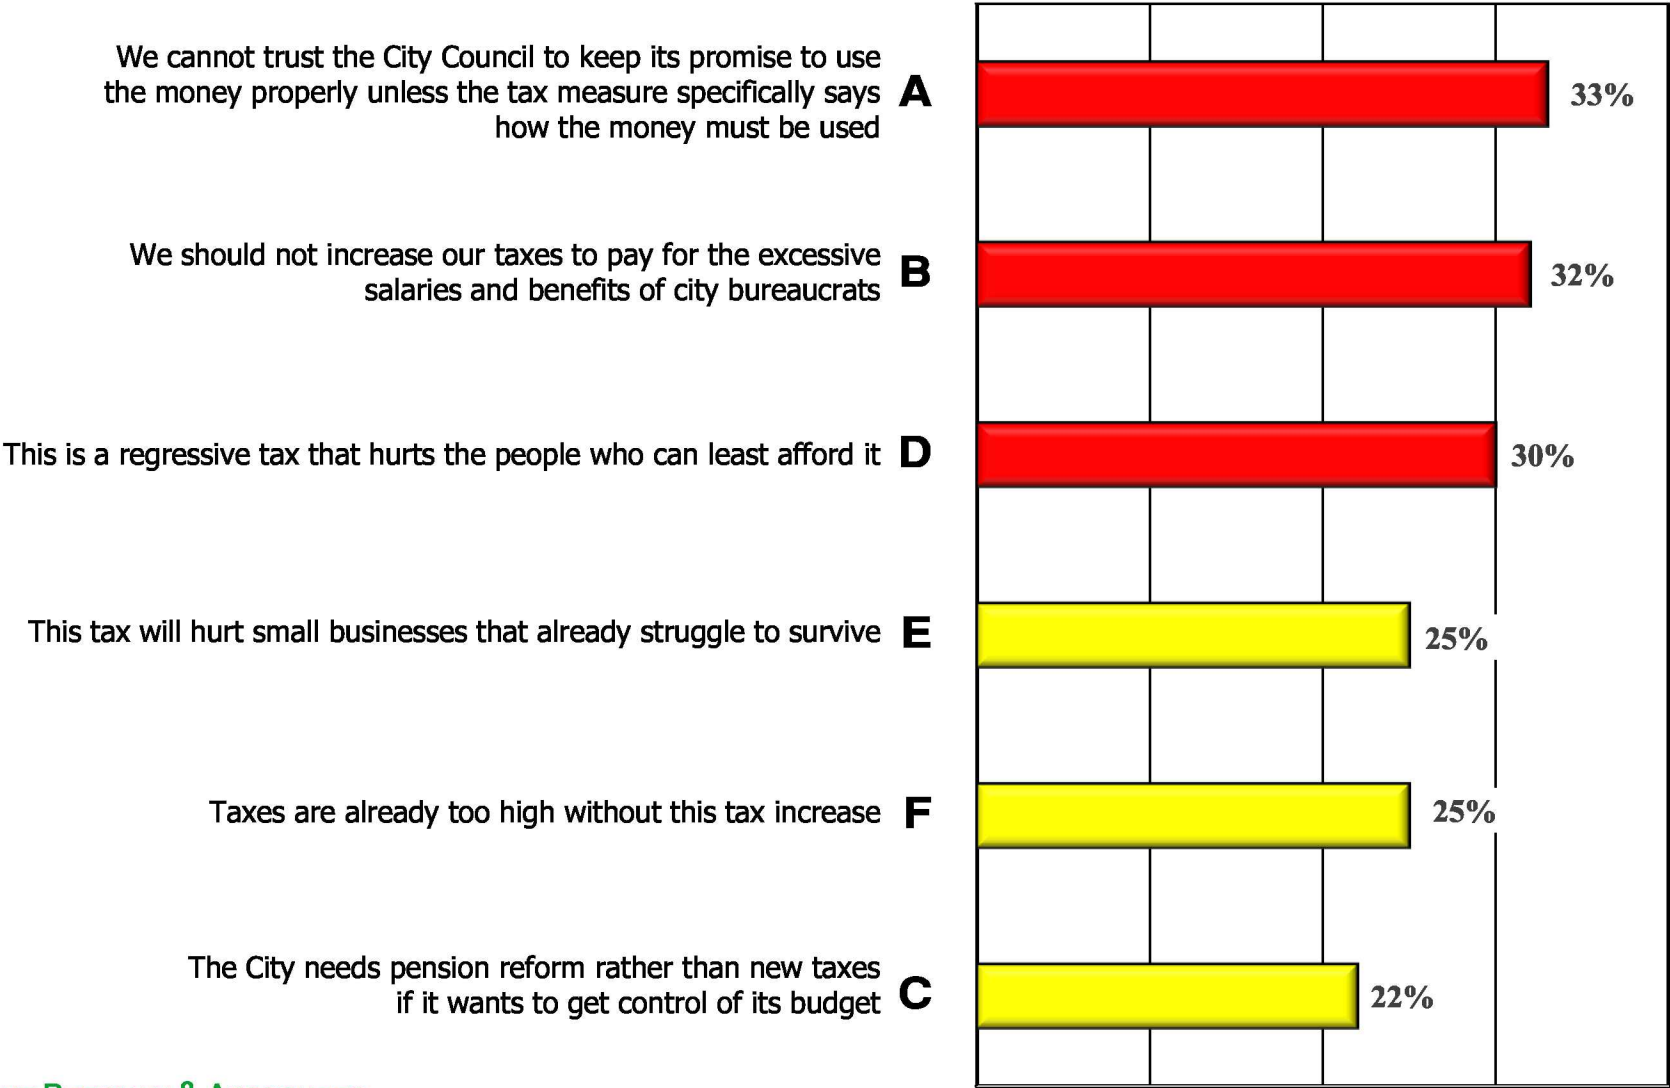 We cannot trust the City Council to keep its promise to use
the money properly unless the tax measure specifically says
how the money must be used
A
33%
We should not increase our taxes to pay for the excessive
salaries and benefits of city bureaucrats
B
32%
This is a regressive tax that hurts the people who can least afford it
D
30%
This tax will hurt small businesses that already struggle to survive
E
25%
Taxes are already too high without this tax increase
F
25%
The City needs pension reform rather than new taxes
if it wants to get control of its budget
C
22%